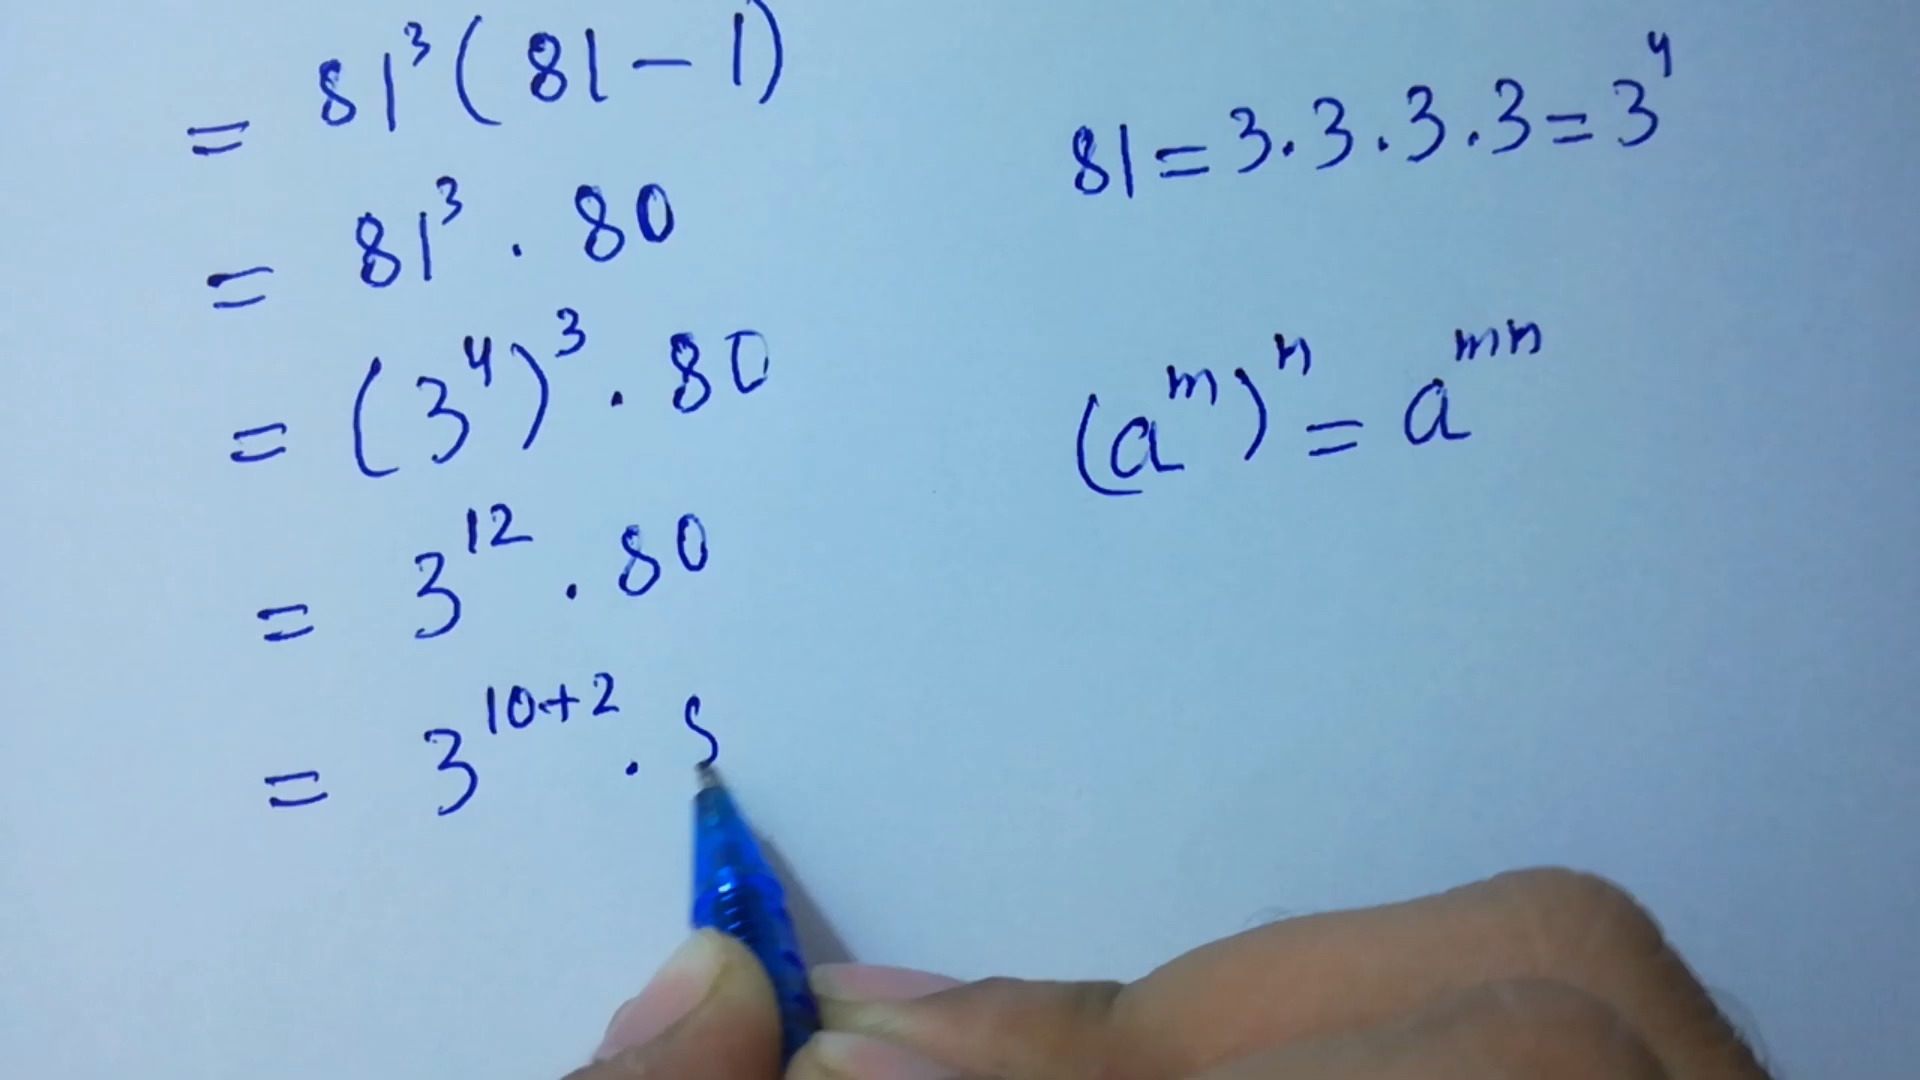 = 81³ ( 81 - 1 )
= 81³ . 80
= (3⁴)³ . 80
= 3¹² . 80
= 3¹⁰⁺² .
81 = 3 . 3 . 3 . 3 = 3⁴
(aᵐ)ⁿ = aᵐⁿ